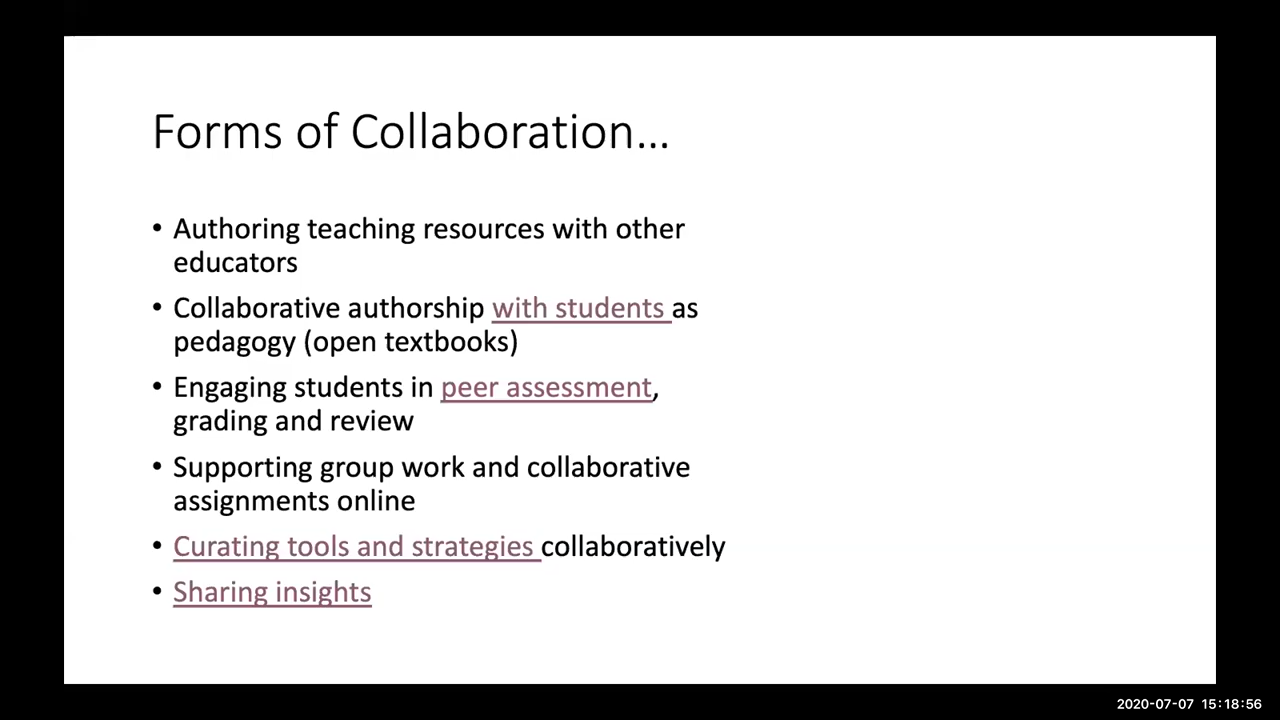 Forms of Collaboration...
• Authoring teaching resources with other
educators
• Collaborative authorship with students as
pedagogy (open textbooks)
• Engaging students in peer assessment,
grading and review
• Supporting group work and collaborative
assignments online
• Curating tools and strategies collaboratively
• Sharing insights
2020-07-07 15:18:56